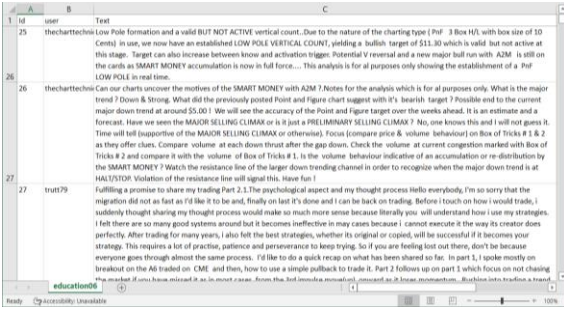 A B C
1 Id user Text
25 thecharttechni Low Pole formation and a valid BUT NOT ACTIVE vertical count..Due to the nature of the charting type ( PnF 3 Box H/L with box size of 10
Cents) in use, we now have an established LOW POLE VERTICAL COUNT, yielding a bullish target of $11.30 which is valid but not active at
this stage. Target can also increase between know and activation trigger. Potential V reversal and a new major bull run with A2M is still on
the cards as SMART MONEY accumulation is now in full force.... This analysis is for al purposes only showing the establishment of a PnF
26 LOW POLE in real time.
26 thecharttechni Can our charts uncover the motives of the SMART MONEY with A2M ?.Notes for the analysis which is for al purposes only. What is the major
trend ? Down & Strong. What did the previously posted Point and Figure chart suggest with it's bearish target ? Possible end to the current
major down trend at around $5.00 ! We will see the accuracy of the Point and Figure target over the weeks ahead. It is an estimate and a
forecast. Have we seen the MAJOR SELLING CLIMAX or is it just a PRELIMINARY SELLING CLIMAX ? No, one knows this and I will not guess it.
Time will tell (supportive of the MAJOR SELLING CLIMAX or otherwise). Focus (compare price & volume behaviour) on Box of Tricks # 1 & 2
as they offer clues. Compare volume at each down thrust after the gap down. Check the volume at current congestion marked with Box of
Tricks # 2 and compare it with the volume of Box of Tricks # 1. Is the volume behaviour indicative of an accumulation or re-distribution by
the SMART MONEY ? Watch the resistance line of the larger down trending channel in order to recognize when the major down trend is at
27 HALT/STOP. Violation of the resistance line will signal this. Have fun !
27 trutt79 Fulfilling a promise to share my trading Part 2.1.The psychological aspect and my thought process Hello everybody, I'm so sorry that the
migration did not as fast as I'd like it to be and, finally on last it's done and I can be back on trading. Before i touch on how i would trade, i
suddenly thought sharing my thought process would make so much more sense because literally you will understand how i use my strategies.
I felt there are so many good systems around but it becomes ineffective in many cases because i cannot execute it the way its creator does
perfectly. After trading for many years, I also felt the best strategies, whether its original or copied, will be successful if it becomes your
strategy. This requires a lot of practise, patience and perseverance to keep trying. So if you are feeling lost out there, don't be because
everyone goes through almost the same process. I'd like to do a quick recap on what has been shared so far. In part 1, I spoke mostly on
breakout on the A6 traded on CME and then, how to use a simple pullback to trade it. Part 2 follows up on part 1 which focus on not chasing
education06
Ready Accessibility: Unavailable 100%